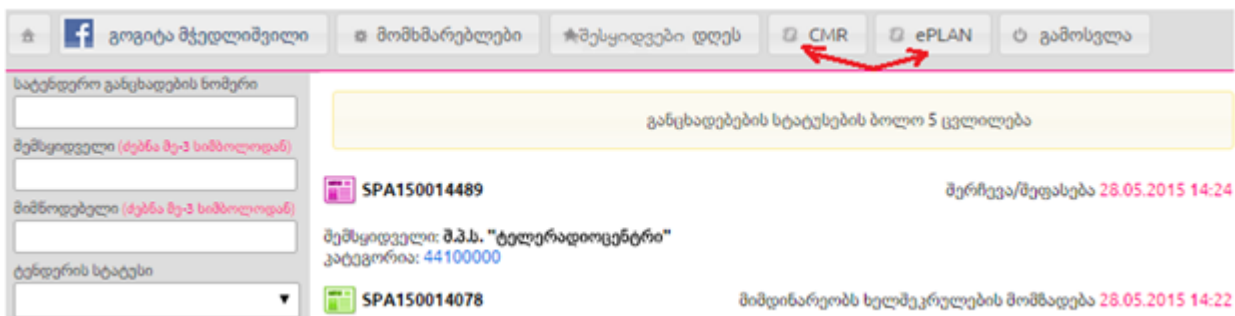 გოგიტა მჭედლიშვილი მომხმარებლები შესყიდვები დღეს CMR ePLAN გამოსვლა
სატენდერო განცხადების ნომერი
შემსყიდველი (ძებნა მე-3 სიმბოლოდან)
მიმწოდებელი (ძებნა მე-3 სიმბოლოდან)
ტენდერის სტატუსი
განცხადებების სტატუსების ბოლო 5 ცვლილება
SPA150014489 შერჩევა/შეფასება 28.05.2015 14:24
შემსყიდველი: შ.პ.ს. "ტელერადიოცენტრი"
კატეგორია: 44100000
SPA150014078 მიმდინარეობს ხელშეკრულების მომზადება 28.05.2015 14:22